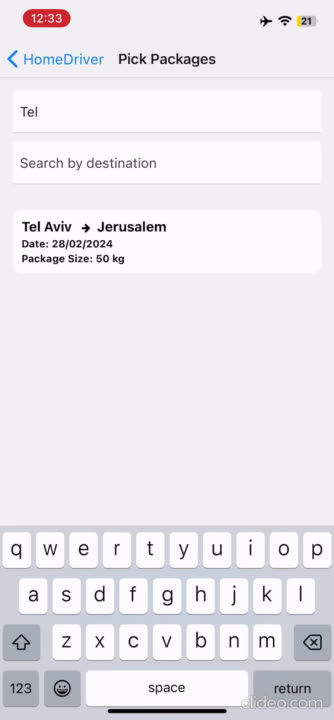 12:33
21
HomeDriver
Pick Packages
Tel
Search by destination
Tel Aviv → Jerusalem
Date: 28/02/2024
Package Size: 50 kg
q w e r t y u i o p
a s d f g h j k l
z x c v b n m
123 space return
clideo.com